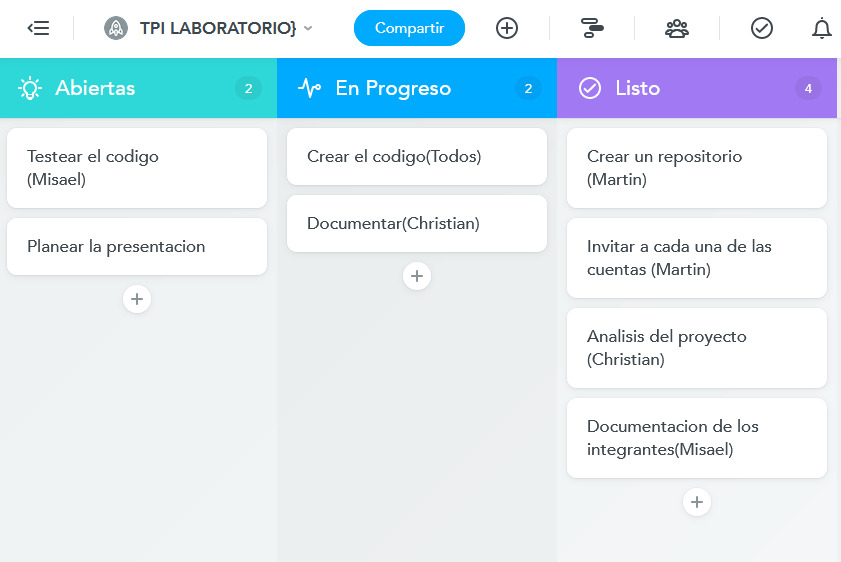 TPI LABORATORIO}
Compartir
Abiertas
2
Testear el codigo
(Misael)
Planear la presentacion
En Progreso
2
Crear el codigo(Todos)
Documentar(Christian)
Listo
4
Crear un repositorio
(Martin)
Invitar a cada una de las
cuentas (Martin)
Analisis del proyecto
(Christian)
Documentacion de los
integrantes(Misael)